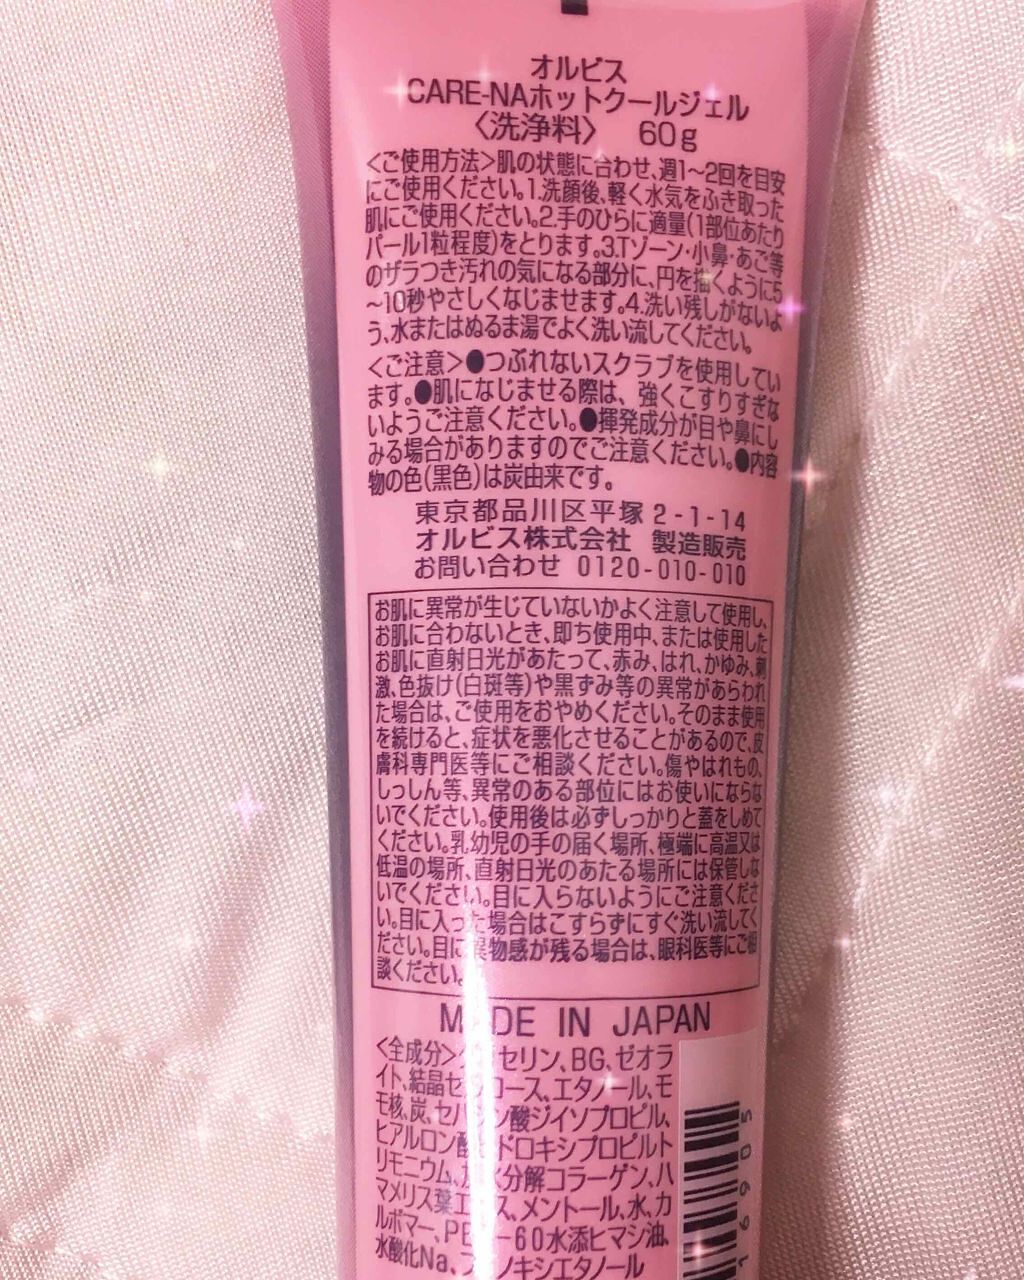 オルビス
CARE-NAホットクールジェル
〈洗浄料〉 60g
＜ご使用方法＞肌の状態に合わせ、週1～2回を目安
にご使用ください。1.洗顔後、軽く水気をふき取った
肌にご使用ください。2.手のひらに適量(1部位あたり
パール1粒程度)をとります。3.Tゾーン・小鼻・あご等
のザラつき汚れの気になる部分に、円を描くように5
～10秒やさしくなじませます。4.洗い残しがないよ
う、水またはぬるま湯でよく洗い流してください。
＜ご注意＞●つぶれないスクラブを使用してい
ます。●肌になじませる際は、強くこすりすぎな
いようご注意ください。●揮発成分が目や鼻にし
みる場合がありますのでご注意ください。●内容
物の色(黒色)は炭由来です。
東京都品川区平塚2-1-14
オルビス株式会社 製造販売
お問い合わせ 0120-010-010
お肌に異常が生じていないかよく注意して使用し、
お肌に合わないとき、即ち使用中、または使用した
お肌に直射日光があたって、赤み、はれ、かゆみ、刺
激、色抜け(白斑等)や黒ずみ等の異常があらわれ
た場合は、ご使用をおやめください。そのまま使用
を続けると、症状を悪化させることがあるので、皮
膚科専門医等にご相談ください。傷やはれもの、
しっしん等、異常のある部位にはお使いにならな
いでください。使用後は必ずしっかりと蓋をしめて
ください。乳幼児の手の届く場所、極端に高温又は
低温の場所、直射日光のあたる場所には保管しな
いでください。目に入らないようにご注意くださ
い。目に入った場合はこすらずにすぐ洗い流してく
ださい。目に異物感が残る場合は、眼科医等にご相
談ください。
MADE IN JAPAN
＜全成分＞グリセリン、BG、ゼオラ
イト、結晶セルロース、エタノール、モ
モ核、炭、セバシン酸ジイソプロピル、
ヒアルロン酸ヒドロキシプロピルト
リモニウム、加水分解コラーゲン、ハ
マメリス葉エキス、メントール、水、カ
ルボマー、PEG-60水添ヒマシ油、
水酸化Na、フェノキシエタノール